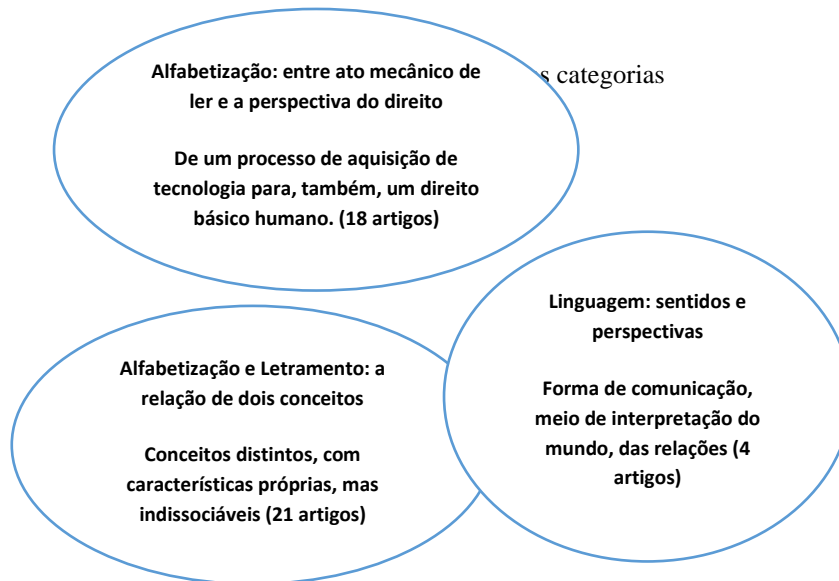 s categorias
Alfabetização: entre ato mecânico de
ler e a perspectiva do direito
De um processo de aquisição de
tecnologia para, também, um direito
básico humano. (18 artigos)
Linguagem: sentidos e
perspectivas
Forma de comunicação,
meio de interpretação do
mundo, das relações (4
artigos)
Alfabetização e Letramento: a
relação de dois conceitos
Conceitos distintos, com
características próprias, mas
indissociáveis (21 artigos)